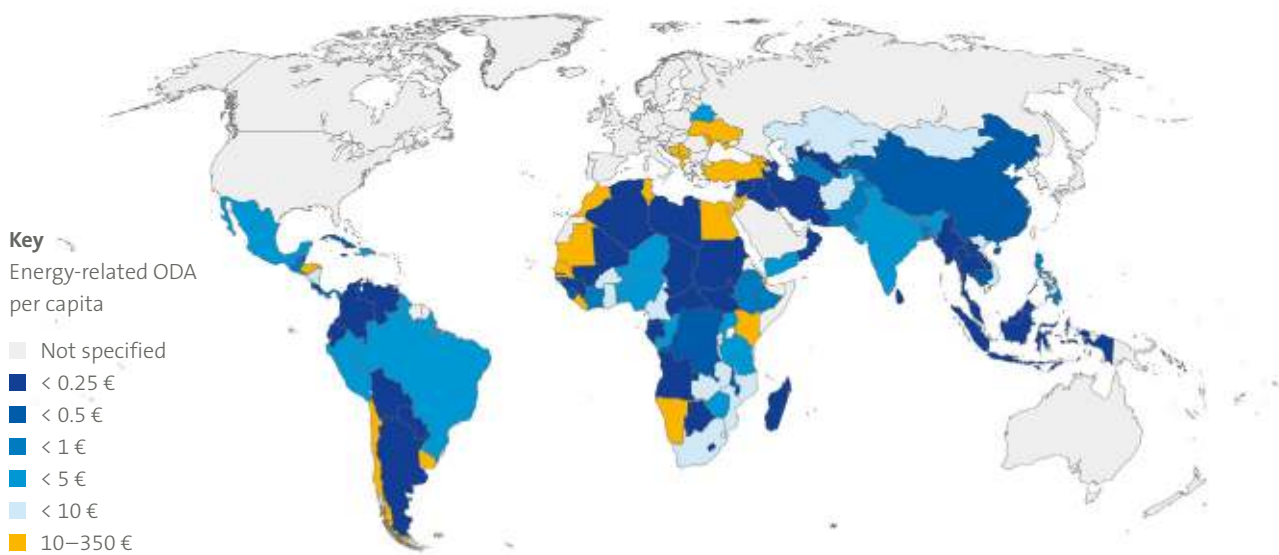 Key
Energy-related ODA
per capita
Not specified
< 0.25 €
< 0.5 €
< 1 €
< 5 €
< 10 €
10–350 €